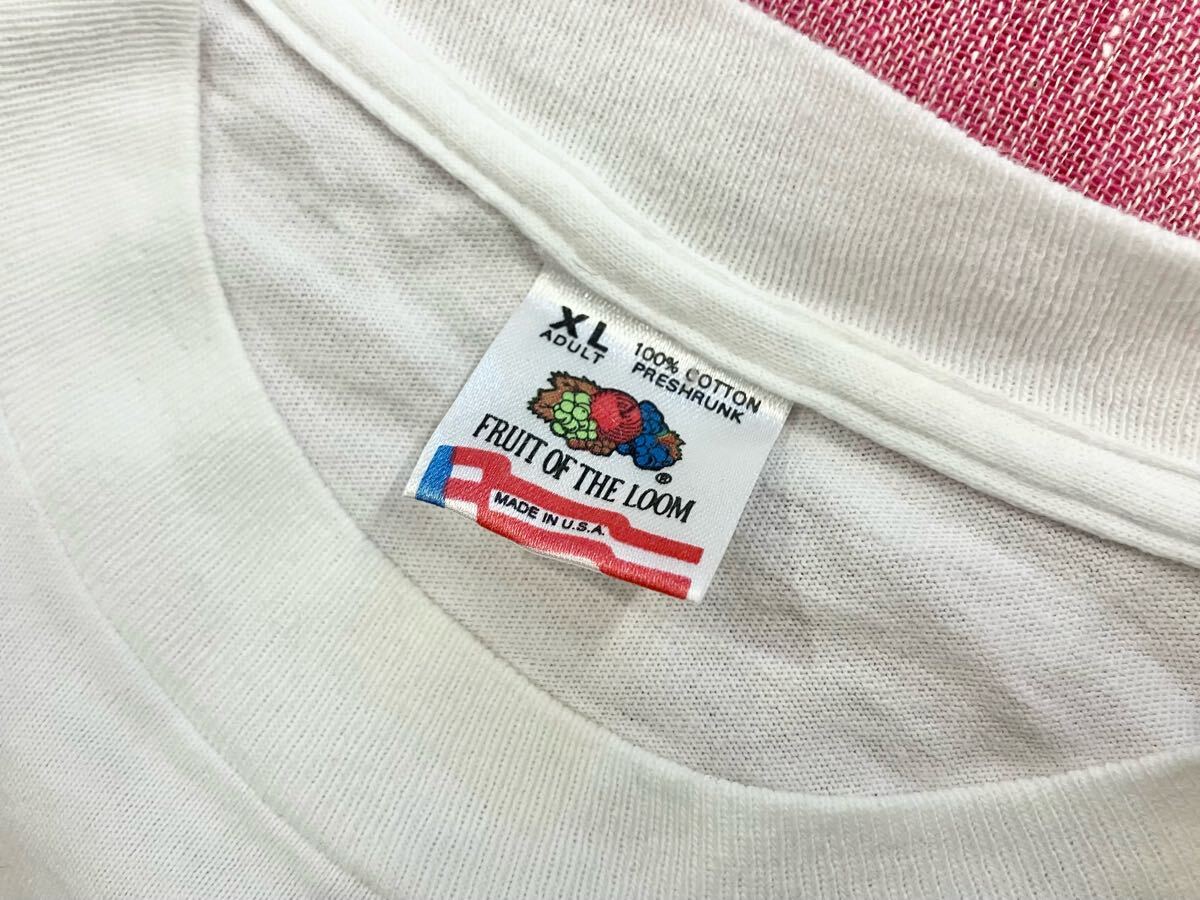 XL
ADULT
100% COTTON
PRESHRUNK
FRUIT OF THE LOOM ®
MADE IN U.S.A.